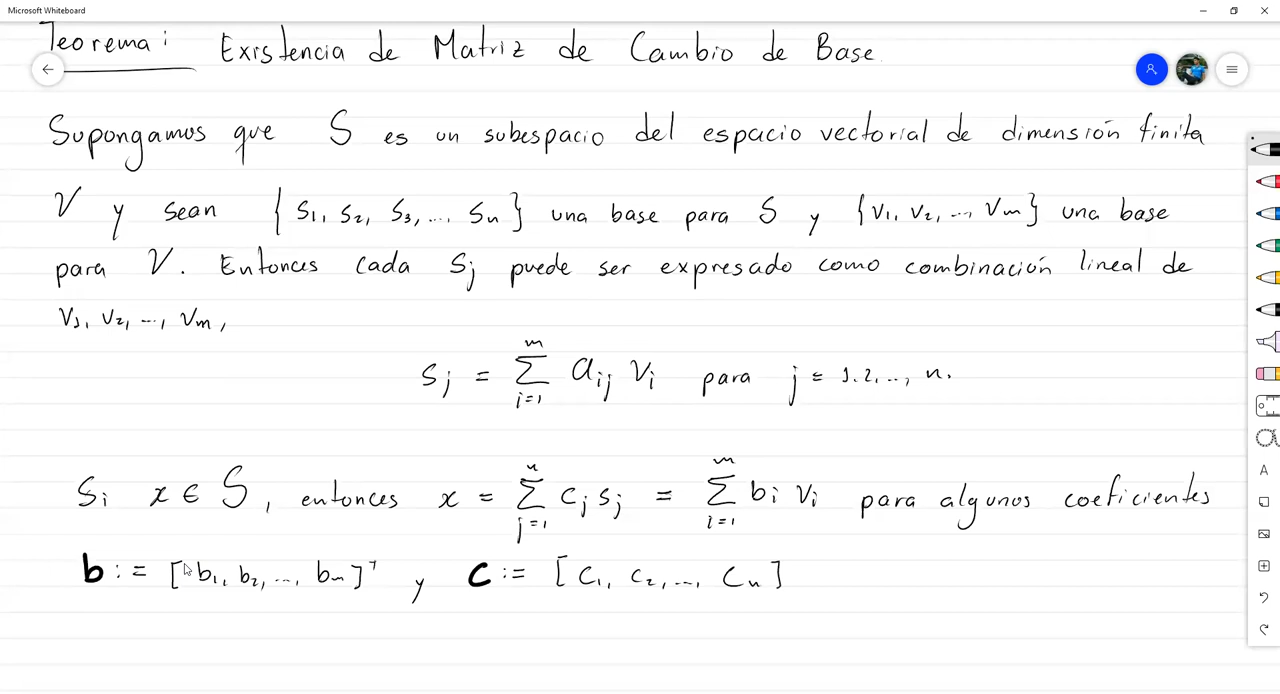 Microsoft Whiteboard
Teorema: Existencia de Matriz de Cambio de Base.
Supongamos que S es un subespacio del espacio vectorial de dimensión finita
V y sean {s1, s2, s3, ..., sn} una base para S y {v1, v2, ..., vm} una base
para V. Entonces cada sj puede ser expresado como combinación lineal de
v1, v2, ..., vm,
sj = ∑_{i=1}^{m} aij vi para j = 1, 2, ..., n.
Si x ∈ S, entonces x = ∑_{j=1}^{n} cj sj = ∑_{i=1}^{m} bi vi para algunos coeficientes
b := [b1, b2, ..., bm]ᵀ y c := [c1, c2, ..., cn]